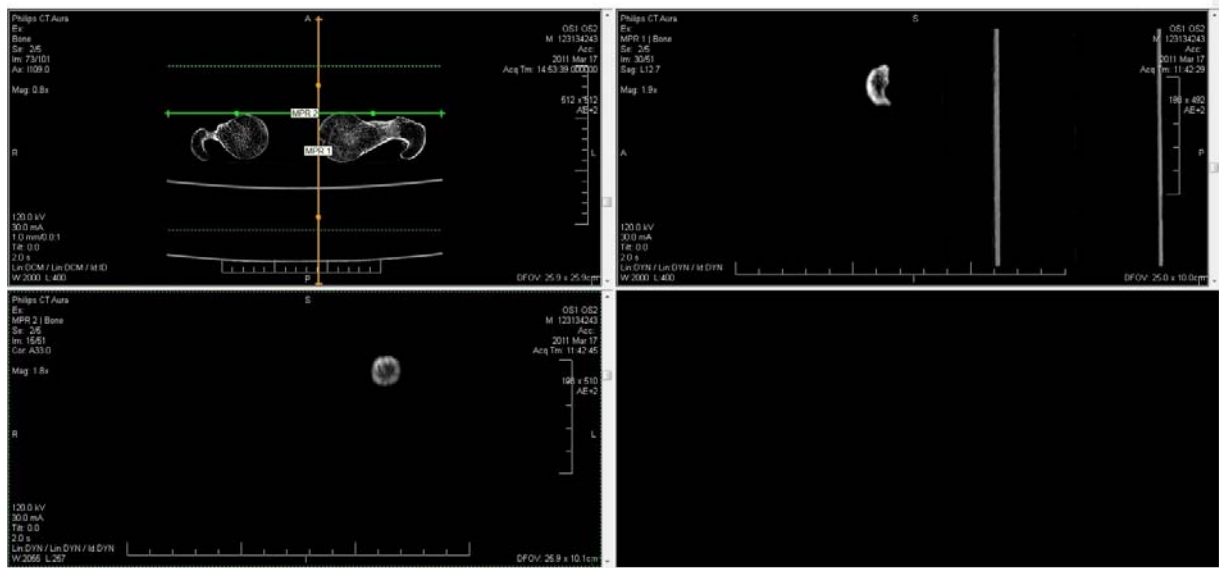 Philips CT Aura
Ex:
Bone
Se: 2/5
Im: 73/101
Ax: I109.0
Mag: 0.8x
A
OS1 OS2
M 123134243
Acc:
2011 Mar 17
Acq Tm: 14:53:39.000000
512 x 512
AE+2
MPR 2
MPR 1
R
L
120.0 kV
30.0 mA
1.0 mm/0.0:1
Tilt: 0.0
2.0 s
Lin:DCM / Lin:DCM / Id:ID
W:2000 L:400
P
DFOV: 25.9 x 25.9cm
Philips CT Aura
Ex:
MPR 1 | Bone
Se: 2/5
Im: 30/51
Sag: L12.7
Mag: 1.9x
S
OS1 OS2
M 123134243
Acc:
2011 Mar 17
Acq Tm: 11:42:29
196 x 492
AE+2
A
P
120.0 kV
30.0 mA
Tilt: 0.0
2.0 s
Lin:DYN / Lin:DYN / Id:DYN
W:2000 L:400
I
DFOV: 25.0 x 10.0cm
Philips CT Aura
Ex:
MPR 2 | Bone
Se: 2/5
Im: 15/51
Cor: A33.0
Mag: 1.8x
S
OS1 OS2
M 123134243
Acc:
2011 Mar 17
Acq Tm: 11:42:45
198 x 510
AE+2
R
L
120.0 kV
30.0 mA
Tilt: 0.0
2.0 s
Lin:DYN / Lin:DYN / Id:DYN
W:2055 L:267
I
DFOV: 25.9 x 10.1cm